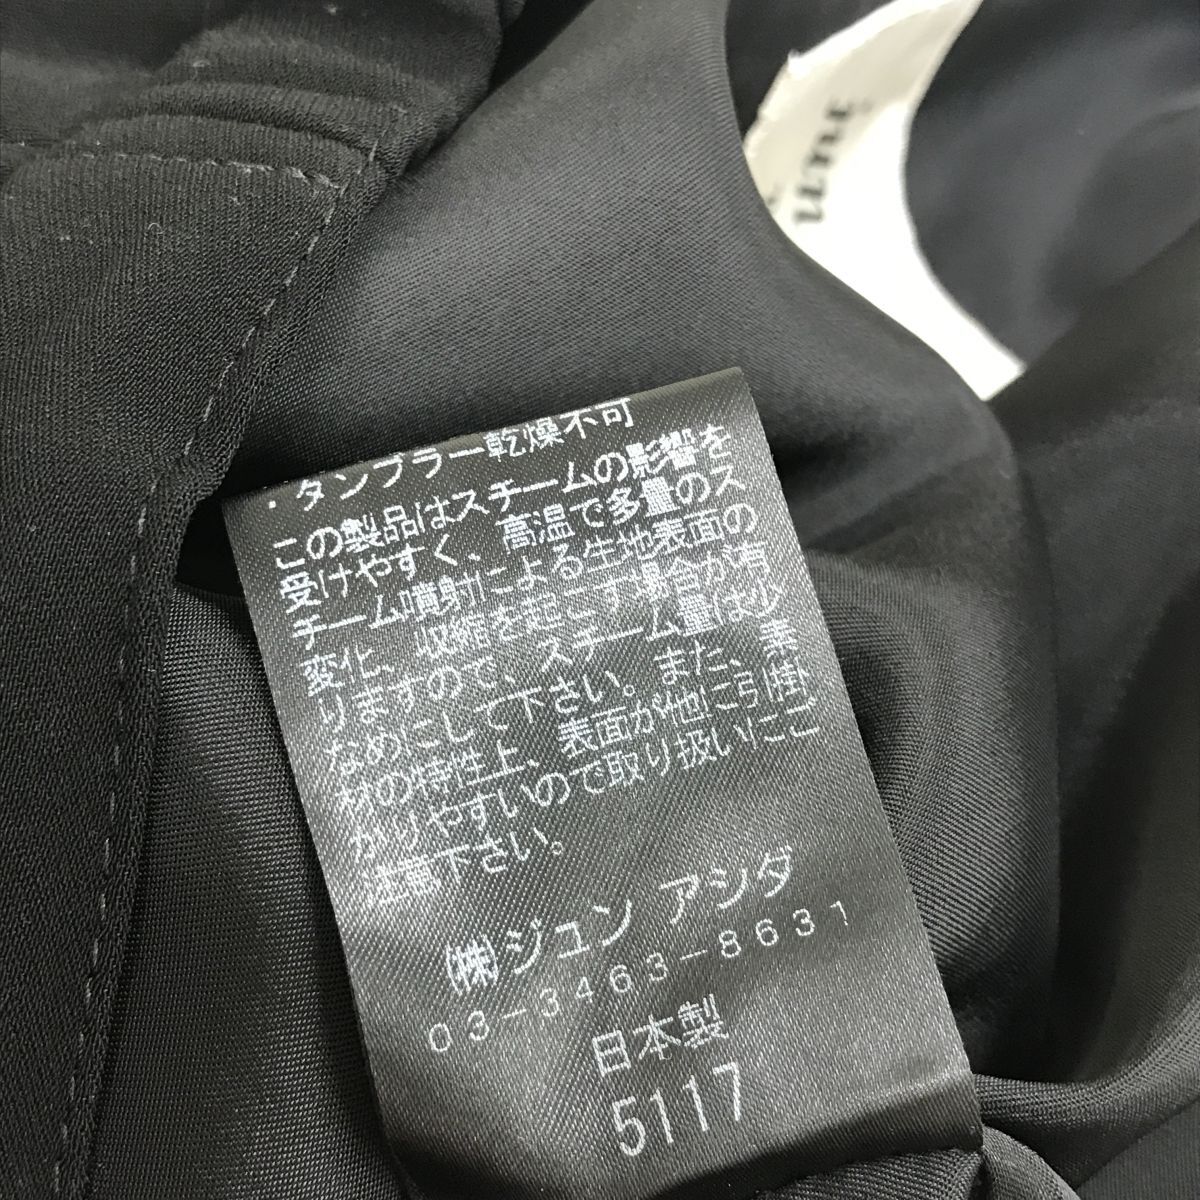 ・タンブラー乾燥不可
この製品はスチームの影響を
受けやすく、高温で多量のス
チーム噴射による生地表面の
変化、収縮を起こす場合が有
りますので、スチーム量は少
なめにして下さい。また、素
材の特性上、表面が他に引掛
かりやすいので取り扱いにご
注意下さい。
㈱ジュン アシダ
03-3463-8631
日本製
5117